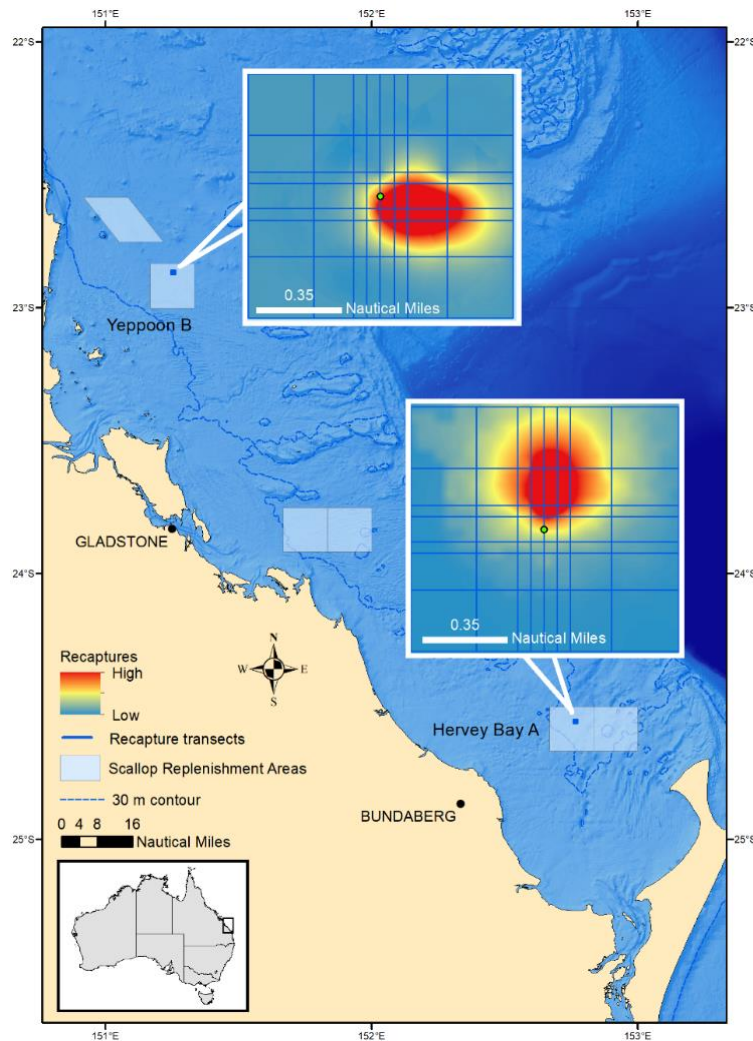 151°E
152°E
153°E
22°S
22°S
0.35
Nautical Miles
23°S
23°S
Yeppoon B
0.35
Nautical Miles
GLADSTONE
24°S
24°S
Recaptures
High
Low
N
W
E
S
Recapture transects
Hervey Bay A
Scallop Replenishment Areas
30 m contour
BUNDABERG
0 4 8 16
Nautical Miles
25°S
25°S
151°E
152°E
153°E